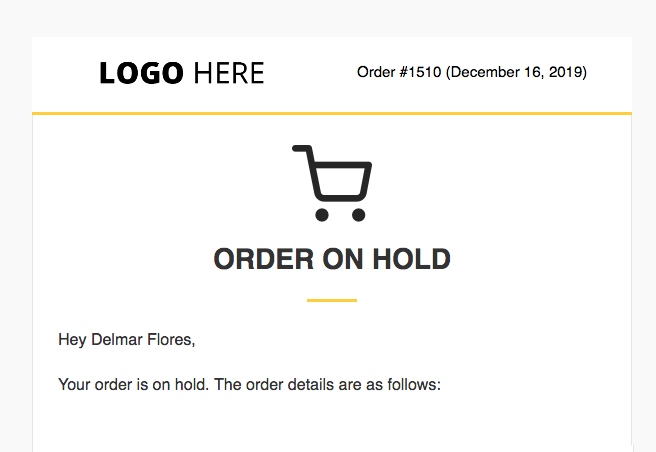 LOGO HERE
Order #1510 (December 16, 2019)
ORDER ON HOLD
Hey Delmar Flores,
Your order is on hold. The order details are as follows: